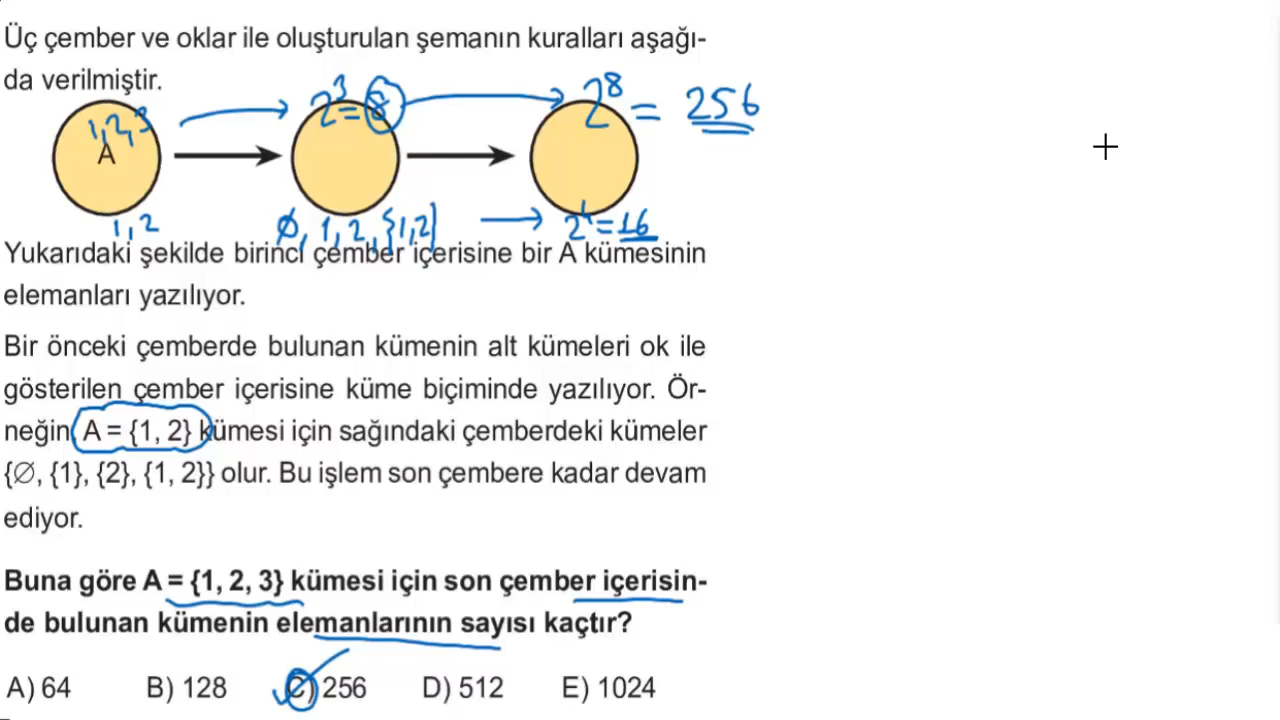 Üç çember ve oklar ile oluşturulan şemanın kuralları aşağı-
da verilmiştir.
1, 2, 3
A
2³ = 8
2⁸ = 256
1, 2
Ø, 1, 2, {1,2}
2⁴ = 16
Yukarıdaki şekilde birinci çember içerisine bir A kümesinin
elemanları yazılıyor.
Bir önceki çemberde bulunan kümenin alt kümeleri ok ile
gösterilen çember içerisine küme biçiminde yazılıyor. Ör-
neğin A = {1, 2} kümesi için sağındaki çemberdeki kümeler
{∅, {1}, {2}, {1, 2}} olur. Bu işlem son çembere kadar devam
ediyor.
Buna göre A = {1, 2, 3} kümesi için son çember içerisin-
de bulunan kümenin elemanlarının sayısı kaçtır?
A) 64 B) 128 C) 256 D) 512 E) 1024